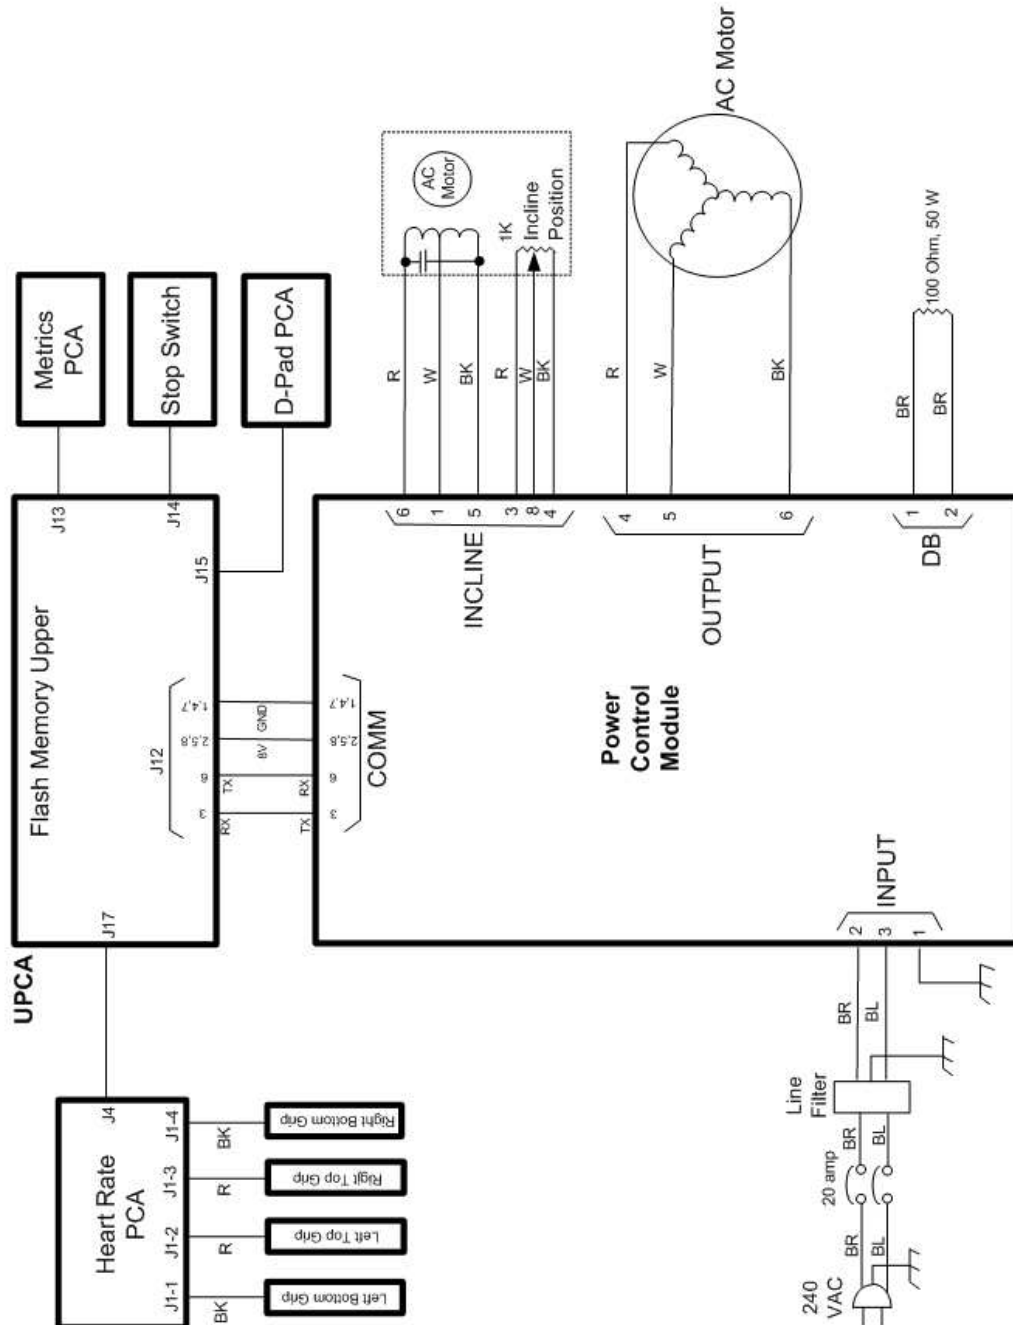 AC Motor
AC
Motor
1K
Incline
Position
100 Ohm, 50 W
Metrics
PCA
Stop Switch
D-Pad PCA
R
W
BK
R
W
BK
R
W
BK
BR
BR
J13
J14
J15
Flash Memory Upper
6
1
5
3
8
4
INCLINE
4
5
6
OUTPUT
1
2
DB
J12
1,4,7
2,5,8
6
3
GND
8V
TX
RX
RX
TX
1,4,7
2,5,8
6
3
COMM
Power
Control
Module
J17
UPCA
INPUT
2
3
1
BR
BL
Line
Filter
BR
BL
20 amp
BR
BL
240
VAC
Heart Rate
PCA
J4
J1-4
J1-3
J1-2
J1-1
BK
R
R
BK
Right Bottom Grip
Rigjt Top Grip
Left Top Grip
Left Bottom Grip